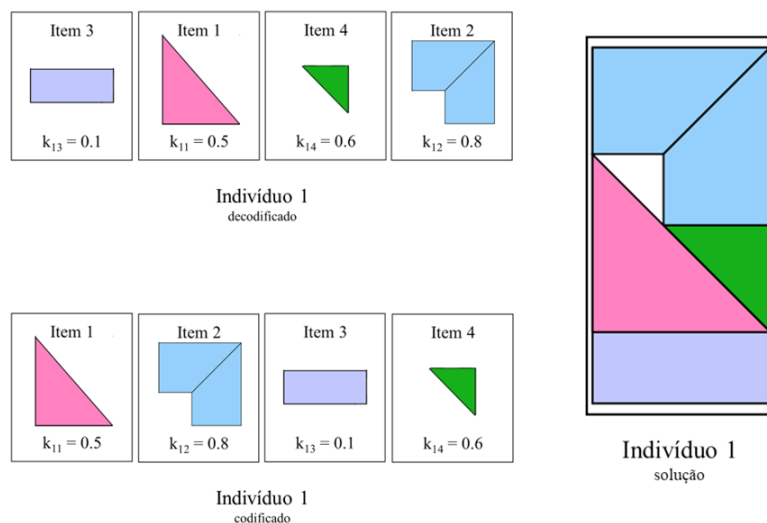 Item 3
Item 1
Item 4
Item 2
k₁₃ = 0.1
k₁₁ = 0.5
k₁₄ = 0.6
k₁₂ = 0.8
Indivíduo 1
decodificado
Item 1
Item 2
Item 3
Item 4
k₁₁ = 0.5
k₁₂ = 0.8
k₁₃ = 0.1
k₁₄ = 0.6
Indivíduo 1
codificado
Indivíduo 1
solução